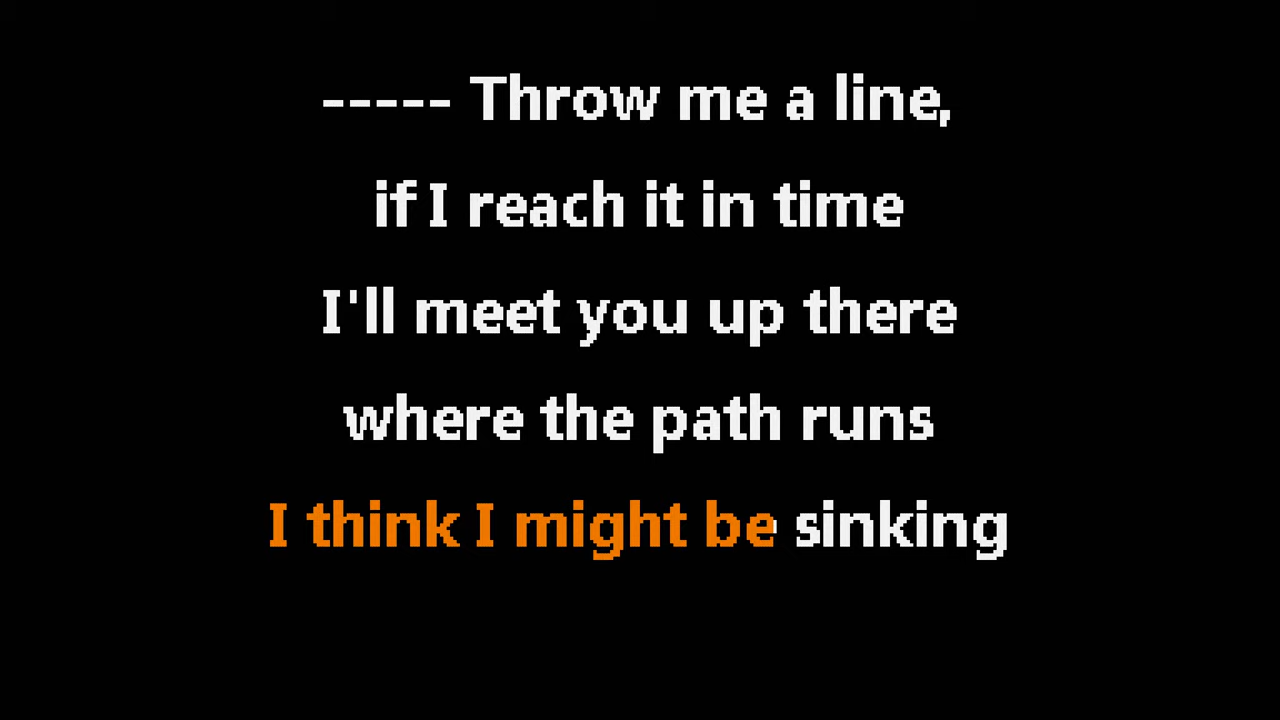 ----- Throw me a line,
if I reach it in time
I'll meet you up there
where the path runs
I think I might be sinking